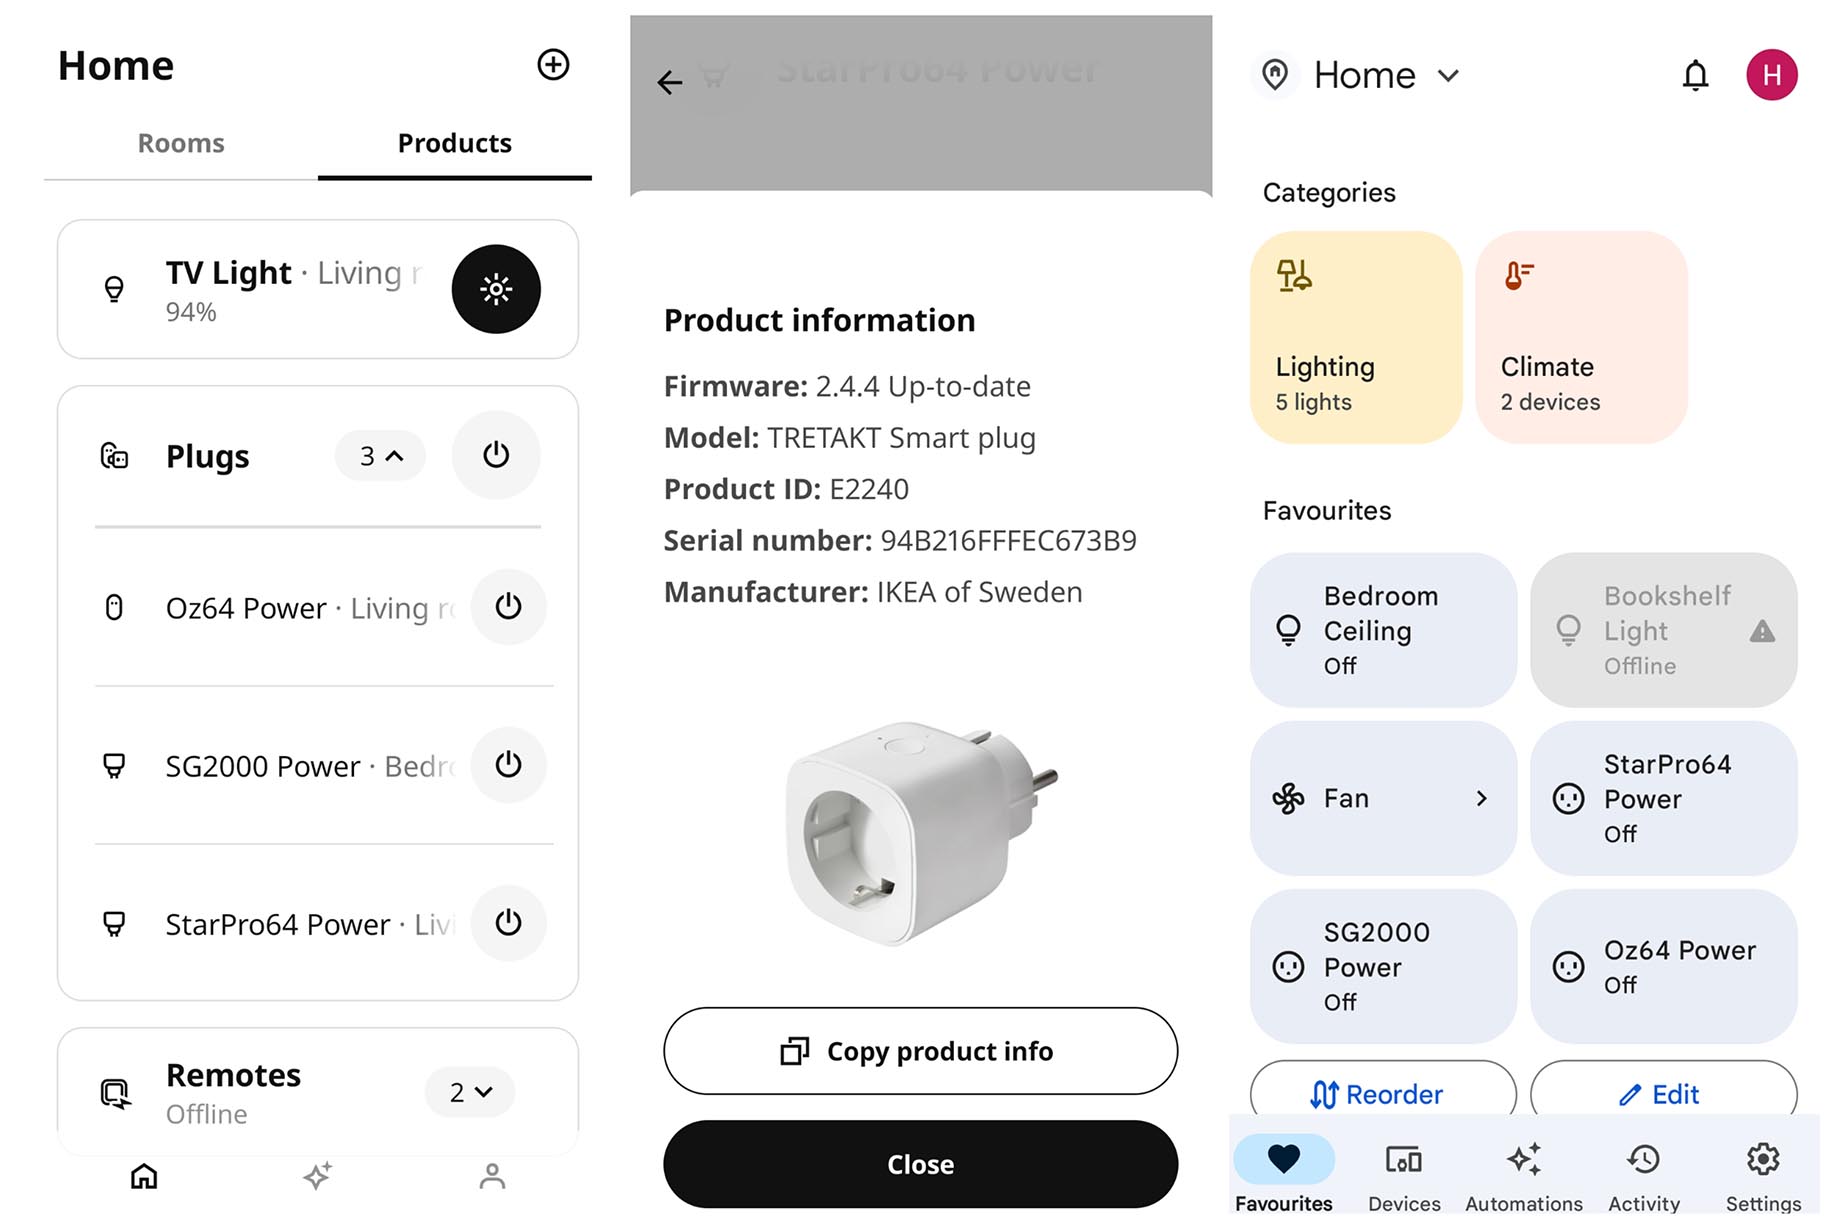 Home
Rooms
Products
TV Light · Living r
94%
Plugs
3
Oz64 Power · Living ro
SG2000 Power · Bedro
StarPro64 Power · Livi
Remotes
Offline
2
StarPro64 Power
Product information
Firmware: 2.4.4 Up-to-date
Model: TRETAKT Smart plug
Product ID: E2240
Serial number: 94B216FFFEC673B9
Manufacturer: IKEA of Sweden
Copy product info
Close
Home
H
Categories
Lighting
5 lights
Climate
2 devices
Favourites
Bedroom
Ceiling
Off
Bookshelf
Light
Offline
Fan
StarPro64
Power
Off
SG2000
Power
Off
Oz64 Power
Off
Reorder
Edit
Favourites
Devices
Automations
Activity
Settings